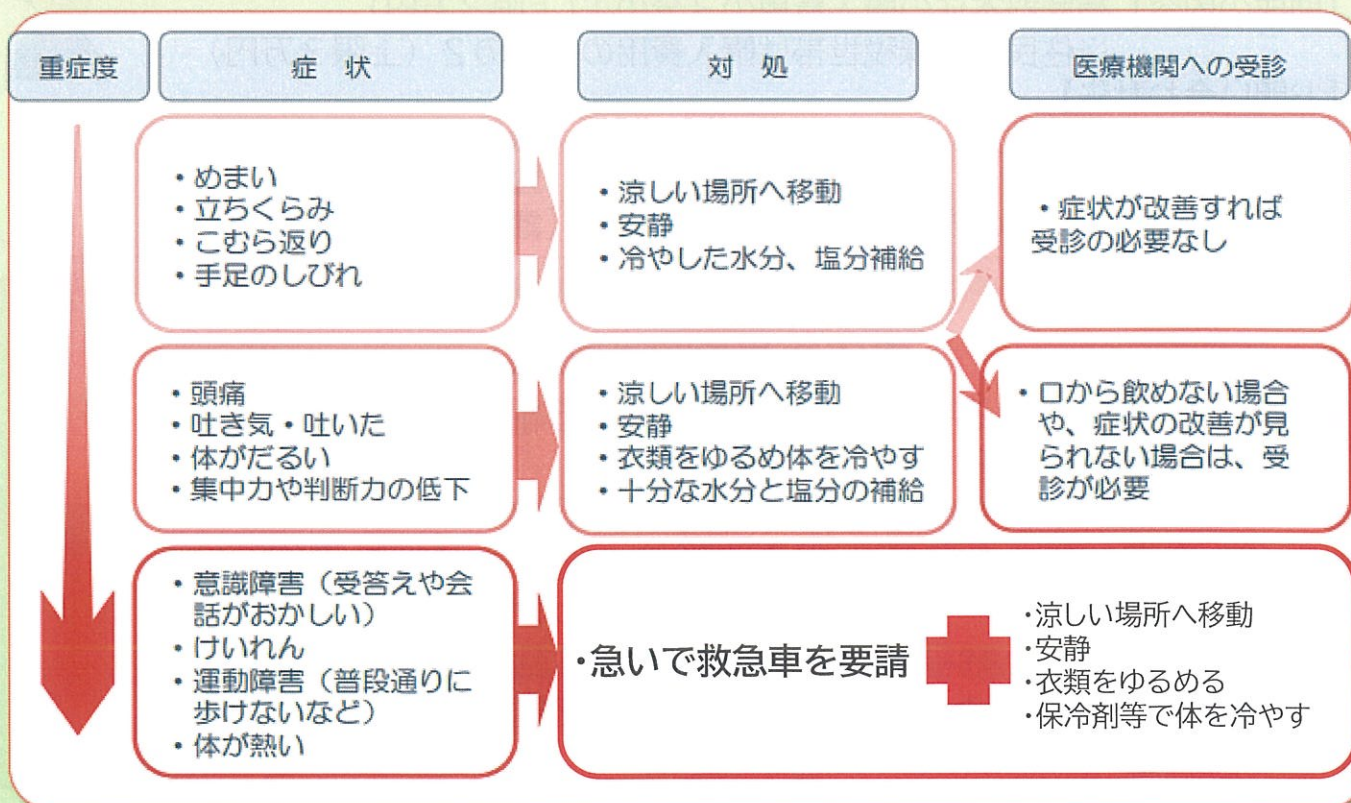 重症度
症 状
対 処
医療機関への受診
・めまい
・立ちくらみ
・こむら返り
・手足のしびれ
・涼しい場所へ移動
・安静
・冷やした水分、塩分補給
・症状が改善すれば
受診の必要なし
・頭痛
・吐き気・吐いた
・体がだるい
・集中力や判断力の低下
・涼しい場所へ移動
・安静
・衣類をゆるめ体を冷やす
・十分な水分と塩分の補給
・口から飲めない場合
や、症状の改善が見
られない場合は、受
診が必要
・意識障害（受答えや会
話がおかしい）
・けいれん
・運動障害（普段通りに
歩けないなど）
・体が熱い
・急いで救急車を要請
・涼しい場所へ移動
・安静
・衣類をゆるめる
・保冷剤等で体を冷やす